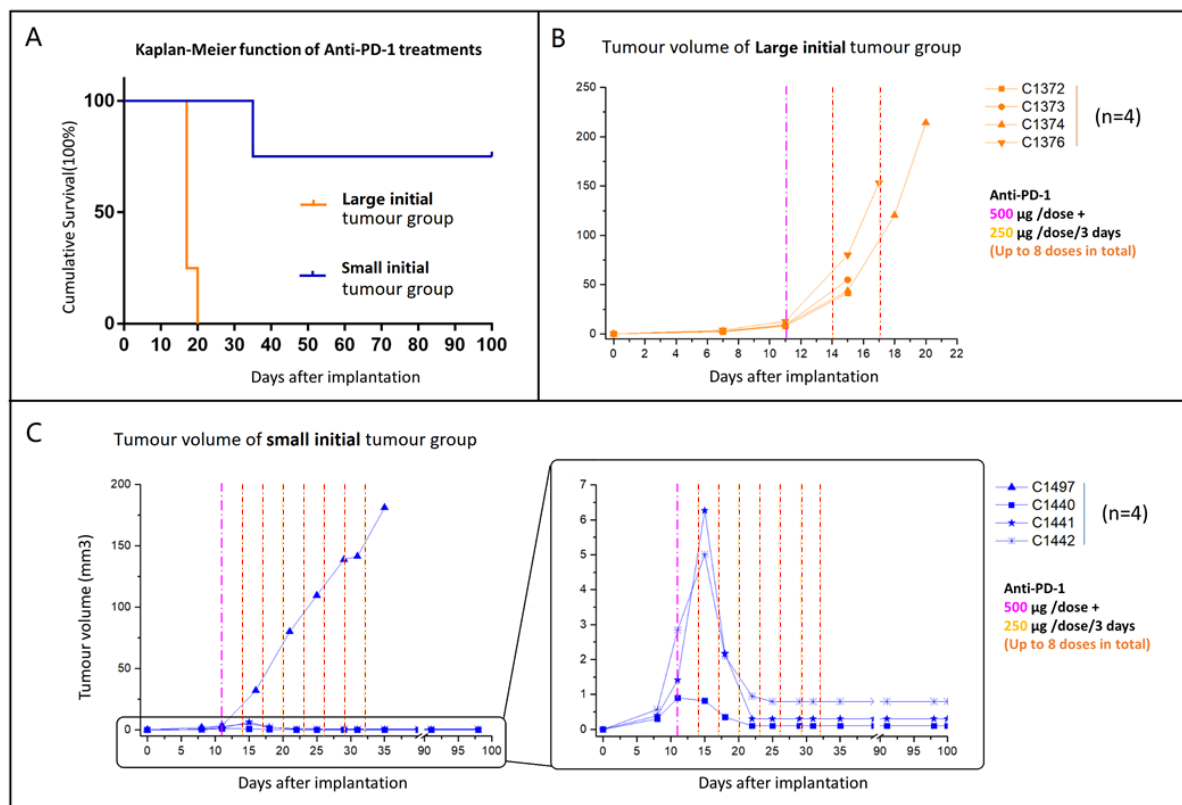 A
Kaplan-Meier function of Anti-PD-1 treatments
Cumulative Survival(100%)
100
50
0
0 10 20 30 40 50 60 70 80 90 100
Days after implantation
Large initial
tumour group
Small initial
tumour group
B
Tumour volume of Large initial tumour group
250
200
150
100
50
0
0 2 4 6 8 10 12 14 16 18 20 22
Days after implantation
C1372
C1373
C1374
C1376
(n=4)
Anti-PD-1
500 µg /dose +
250 µg /dose/3 days
(Up to 8 doses in total)
C
Tumour volume of small initial tumour group
Tumour volume (mm3)
200
150
100
50
0
0 5 10 15 20 25 30 35 90 95 100
Days after implantation
7
6
5
4
3
2
1
0
0 5 10 15 20 25 30 35 90 95 100
Days after implantation
C1497
C1440
C1441
C1442
(n=4)
Anti-PD-1
500 µg /dose +
250 µg /dose/3 days
(Up to 8 doses in total)